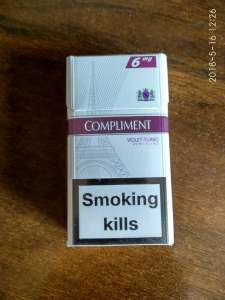 2018-5-16 12:26
6 mg
COMPLIMENT
Smoking
kills